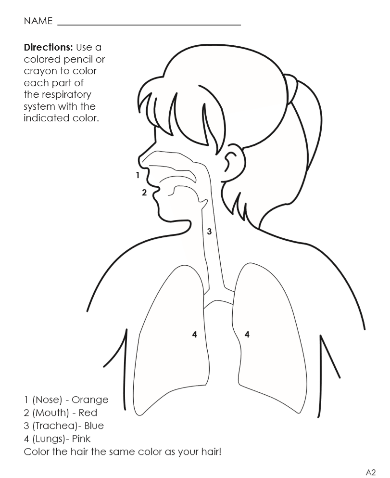 NAME
Directions: Use a
colored pencil or
crayon to color
each part of
the respiratory
system with the
indicated color.
1
2
3
4 4
1 (Nose) - Orange
2 (Mouth) - Red
3 (Trachea)- Blue
4 (Lungs)- Pink
Color the hair the same color as your hair!
A2